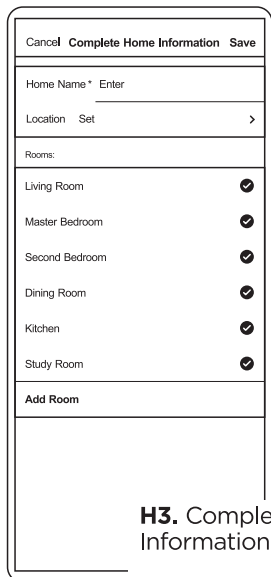 Cancel Complete Home Information Save
Home Name* Enter
Location Set >
Rooms:
Living Room
Master Bedroom
Second Bedroom
Dining Room
Kitchen
Study Room
Add Room
H3. Comple
Information